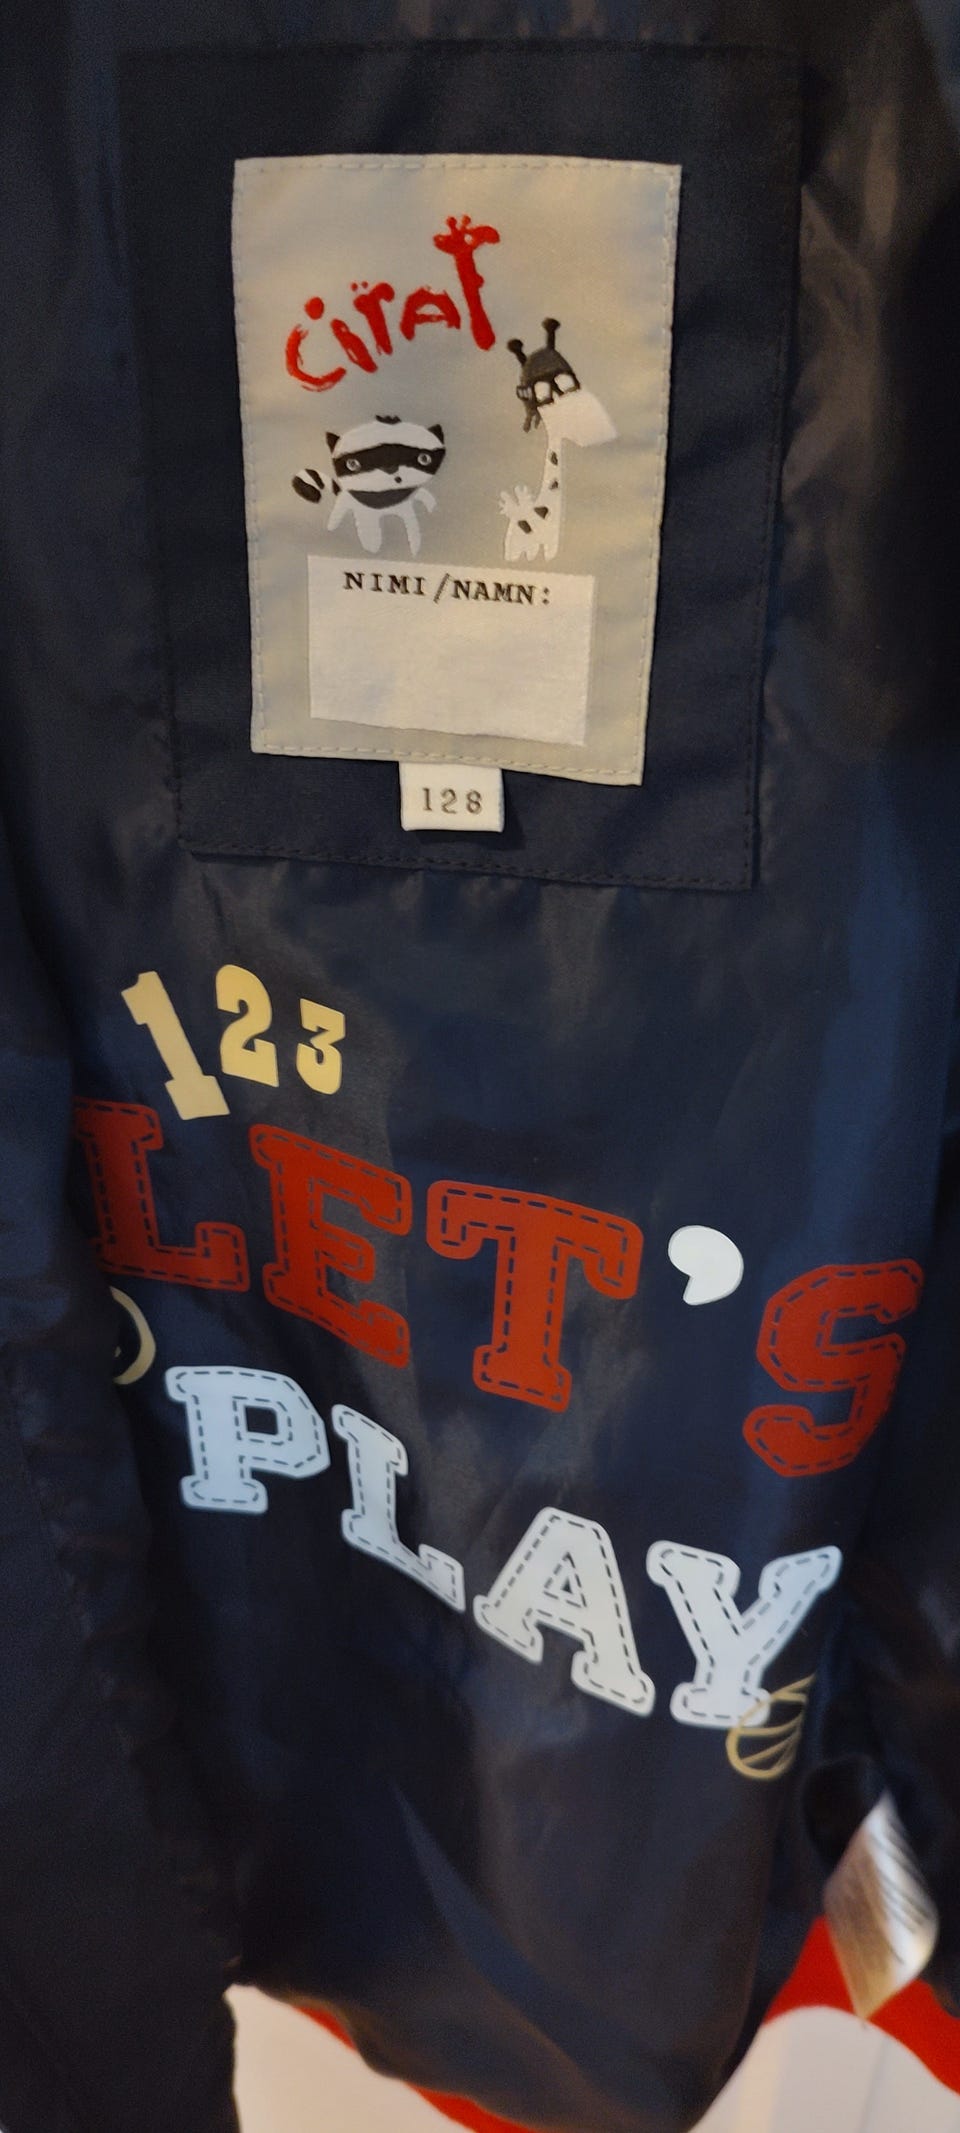 Cirat
NIMI/NAMN:
128
123
LET'S
PLAY